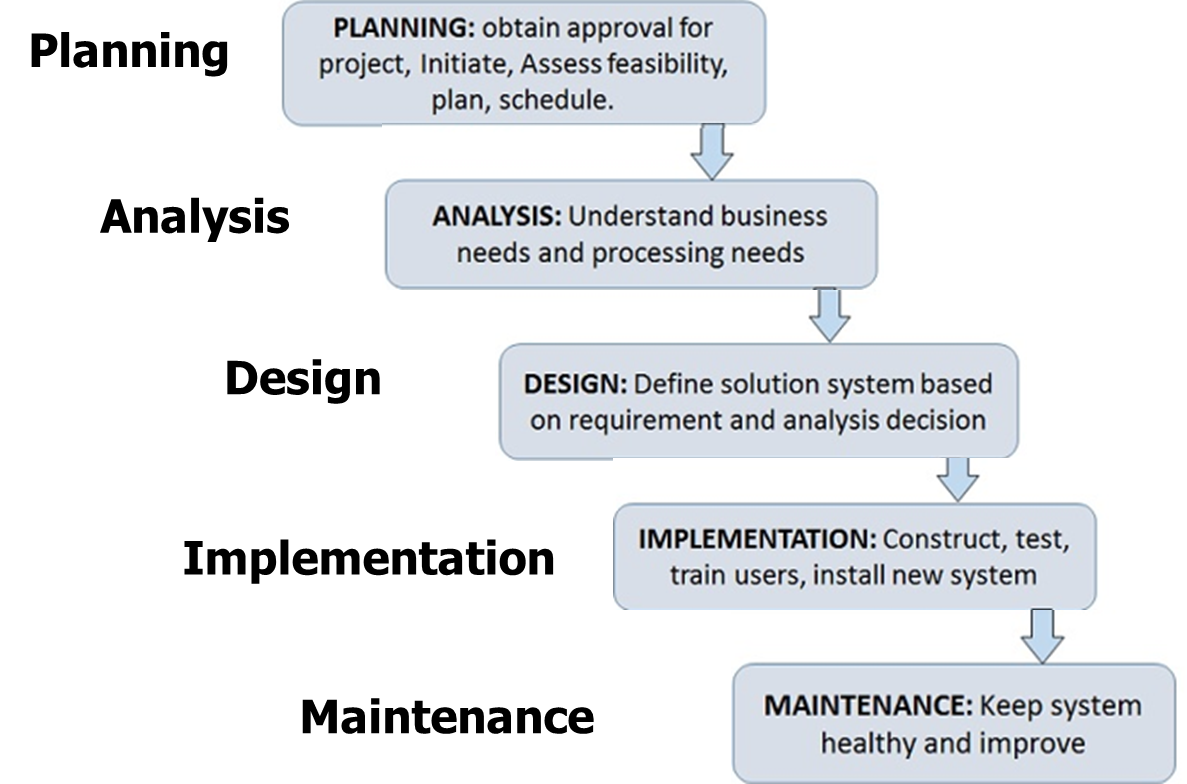 Planning
PLANNING: obtain approval for
project, Initiate, Assess feasibility,
plan, schedule.
Analysis
ANALYSIS: Understand business
needs and processing needs
Design
DESIGN: Define solution system based
on requirement and analysis decision
Implementation
IMPLEMENTATION: Construct, test,
train users, install new system
Maintenance
MAINTENANCE: Keep system
healthy and improve